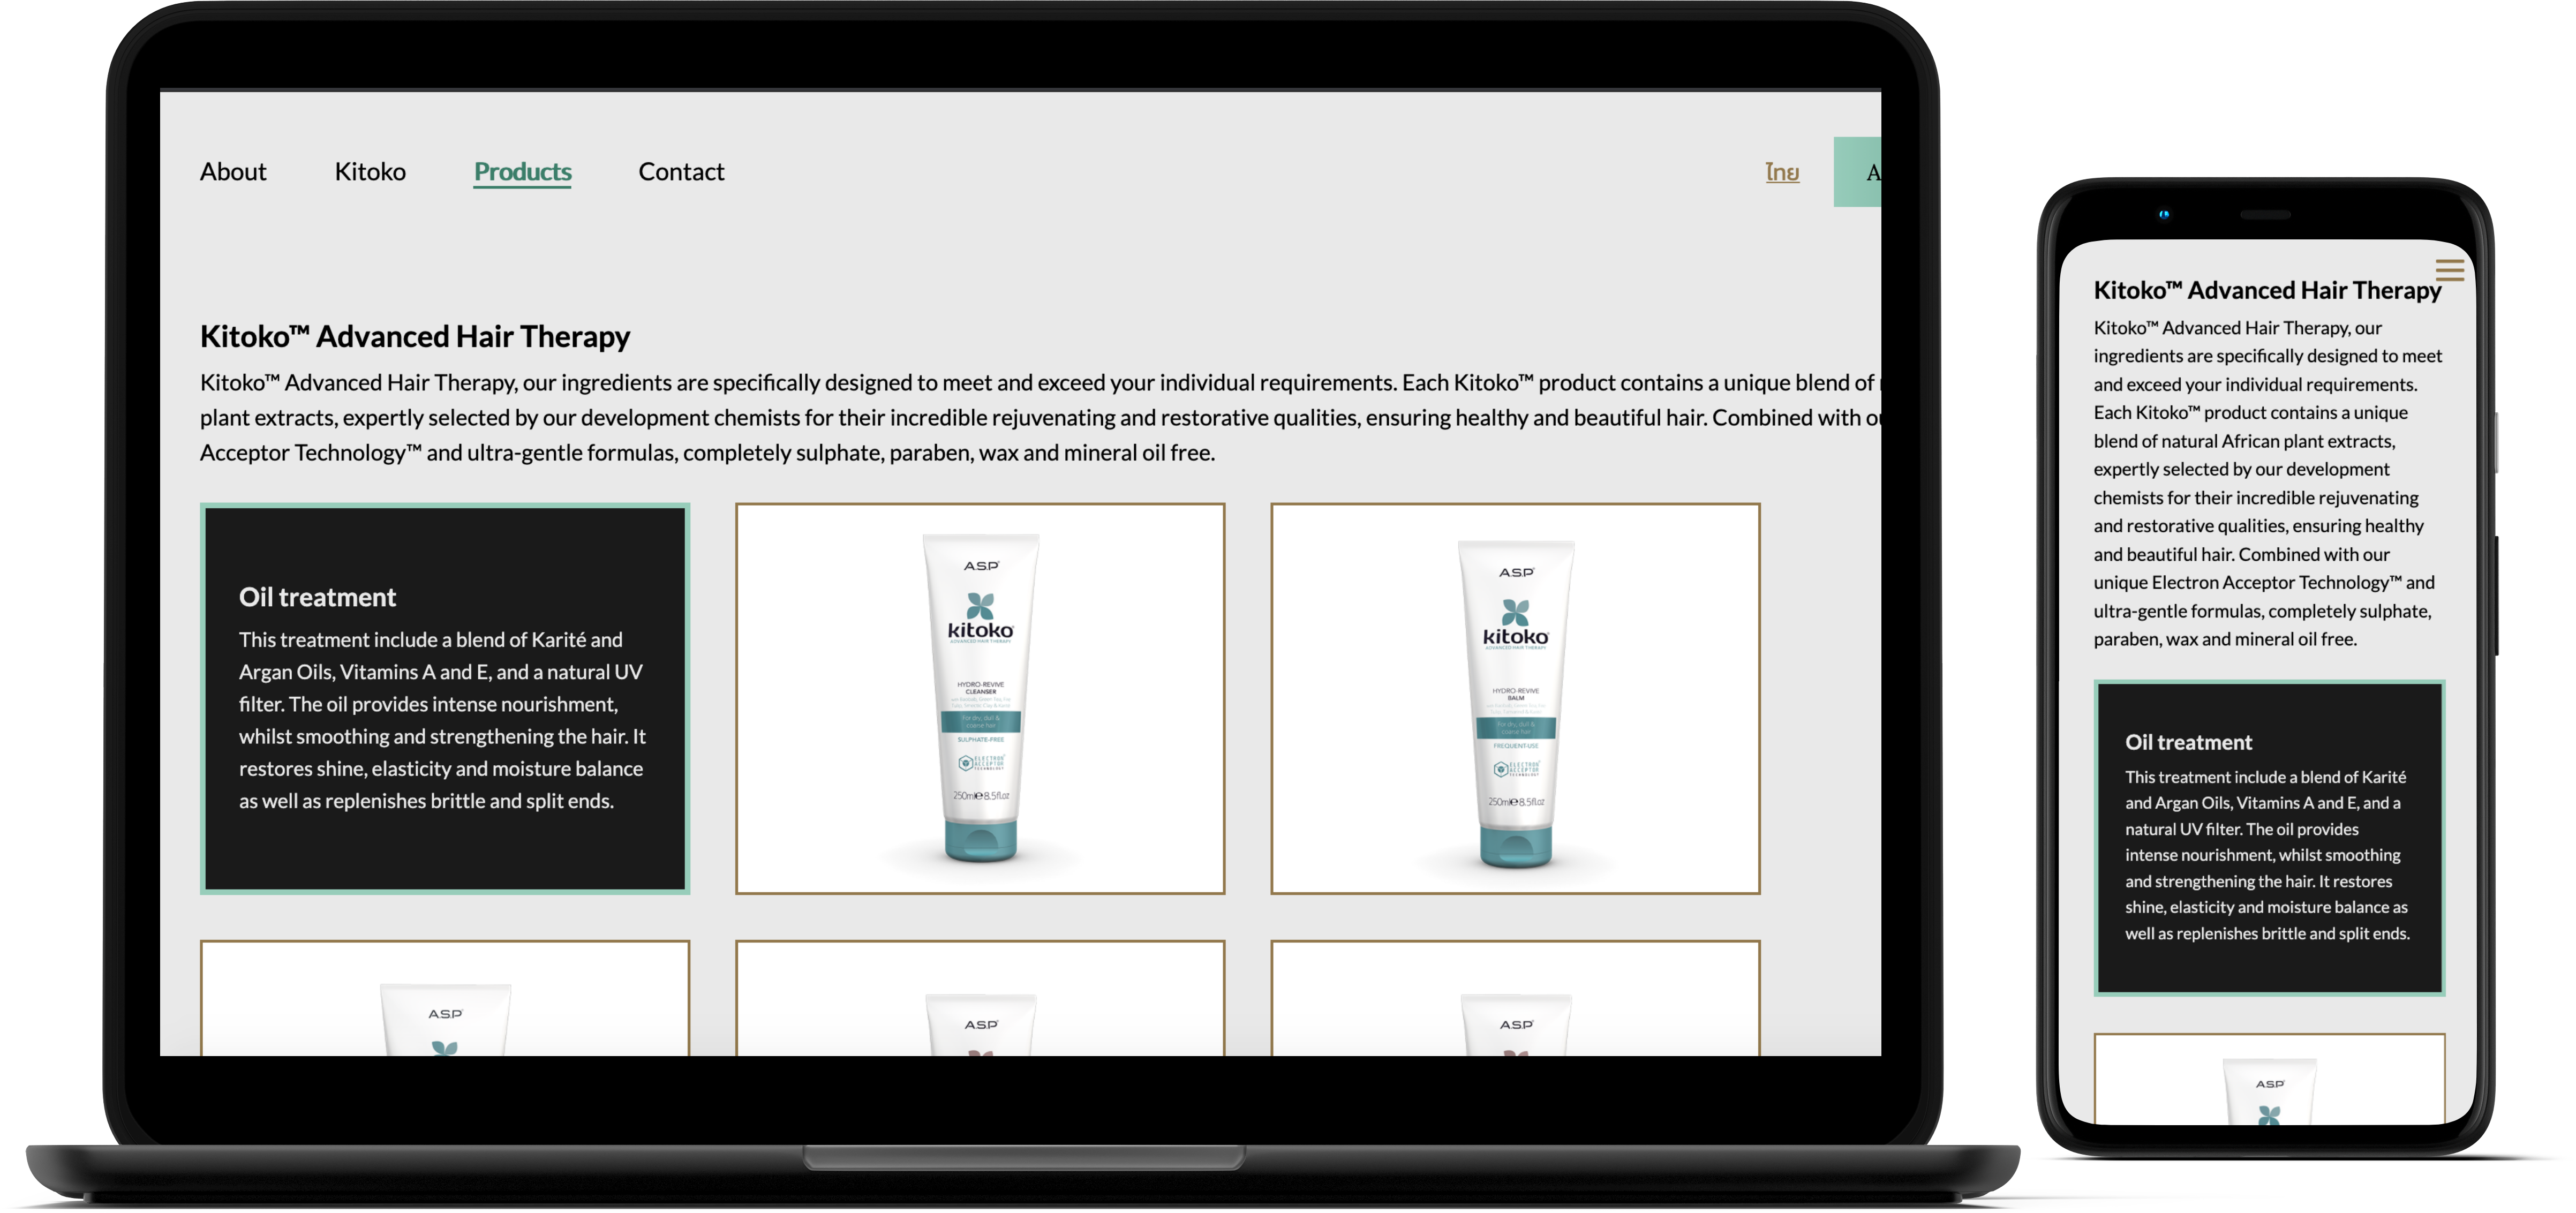 About Kitoko Products Contact ไทย A
Kitoko™ Advanced Hair Therapy
Kitoko™ Advanced Hair Therapy, our ingredients are specifically designed to meet and exceed your individual requirements. Each Kitoko™ product contains a unique blend of
plant extracts, expertly selected by our development chemists for their incredible rejuvenating and restorative qualities, ensuring healthy and beautiful hair. Combined with
Acceptor Technology™ and ultra-gentle formulas, completely sulphate, paraben, wax and mineral oil free.
Oil treatment
This treatment include a blend of Karité and
Argan Oils, Vitamins A and E, and a natural UV
filter. The oil provides intense nourishment,
whilst smoothing and strengthening the hair. It
restores shine, elasticity and moisture balance
as well as replenishes brittle and split ends.
A.S.P
kitoko
ADVANCED HAIR THERAPY
HYDRO-REVIVE
CLEANSER
For dry, dull &
coarse hair
SULPHATE-FREE
ELECTRON
ACCEPTOR
TECHNOLOGY
250ml e 8.5fl.oz
A.S.P
kitoko
ADVANCED HAIR THERAPY
HYDRO-REVIVE
BALM
For dry, dull &
coarse hair
FREQUENT-USE
ELECTRON
ACCEPTOR
TECHNOLOGY
250ml e 8.5fl.oz
A.S.P
A.S.P
A.S.P
Kitoko™ Advanced Hair Therapy
Kitoko™ Advanced Hair Therapy, our
ingredients are specifically designed to meet
and exceed your individual requirements.
Each Kitoko™ product contains a unique
blend of natural African plant extracts,
expertly selected by our development
chemists for their incredible rejuvenating
and restorative qualities, ensuring healthy
and beautiful hair. Combined with our
unique Electron Acceptor Technology™ and
ultra-gentle formulas, completely sulphate,
paraben, wax and mineral oil free.
Oil treatment
This treatment include a blend of Karité
and Argan Oils, Vitamins A and E, and a
natural UV filter. The oil provides
intense nourishment, whilst smoothing
and strengthening the hair. It restores
shine, elasticity and moisture balance as
well as replenishes brittle and split ends.
A.S.P